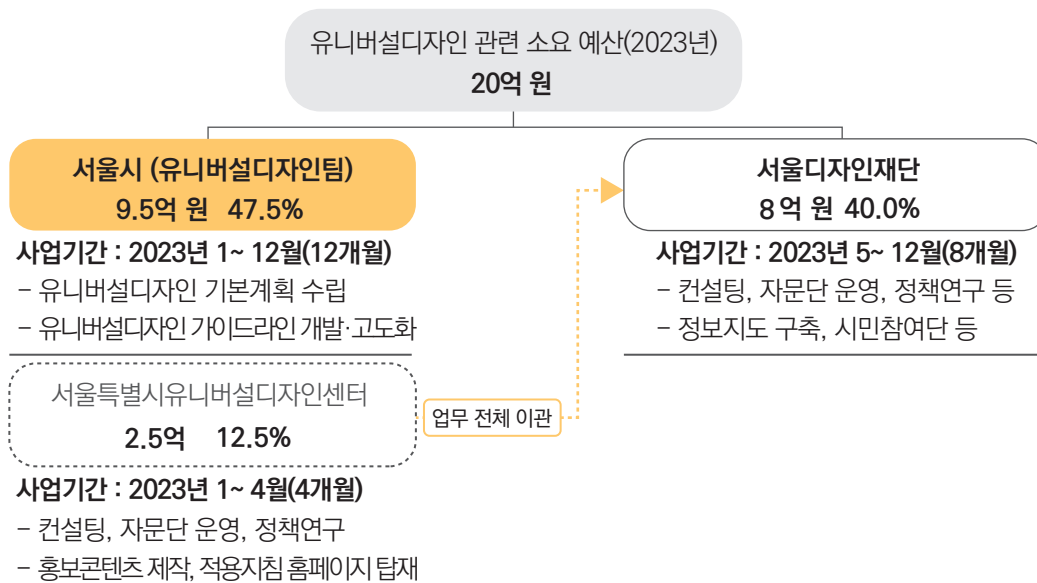 유니버설디자인 관련 소요 예산(2023년)
20억 원
서울시 (유니버설디자인팀)
9.5억 원 47.5%
사업기간 : 2023년 1~ 12월(12개월)
- 유니버설디자인 기본계획 수립
- 유니버설디자인 가이드라인 개발·고도화
서울특별시유니버설디자인센터
2.5억 12.5%
사업기간 : 2023년 1~ 4월(4개월)
- 컨설팅, 자문단 운영, 정책연구
- 홍보콘텐츠 제작, 적용지침 홈페이지 탑재
업무 전체 이관
서울디자인재단
8억 원 40.0%
사업기간 : 2023년 5~ 12월(8개월)
- 컨설팅, 자문단 운영, 정책연구 등
- 정보지도 구축, 시민참여단 등